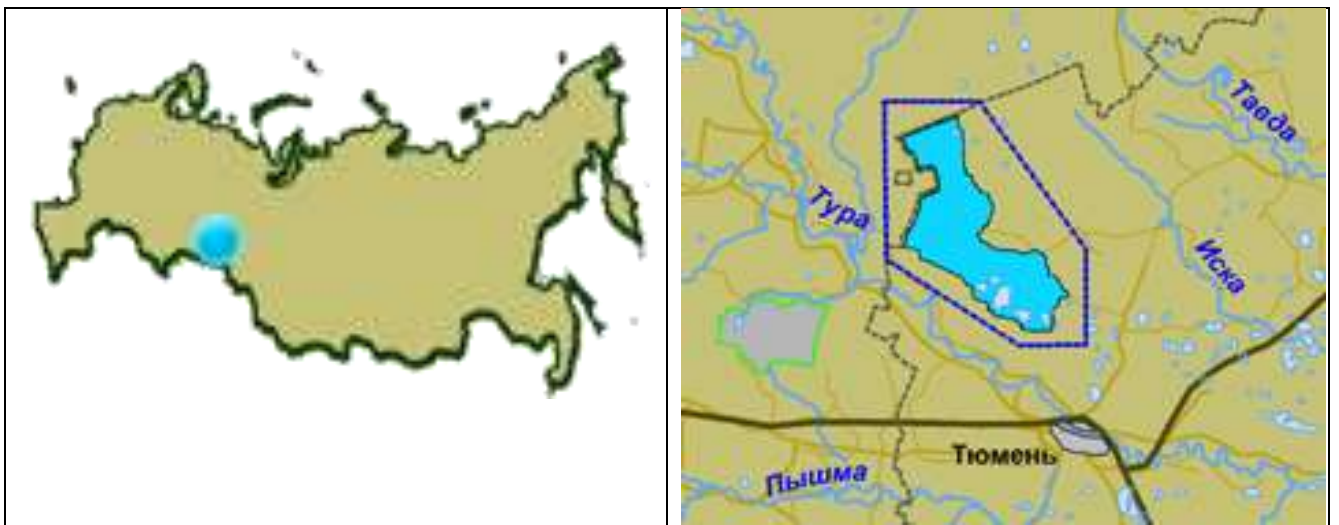 Тавда
Тура
Иска
Тюмень
Пышма